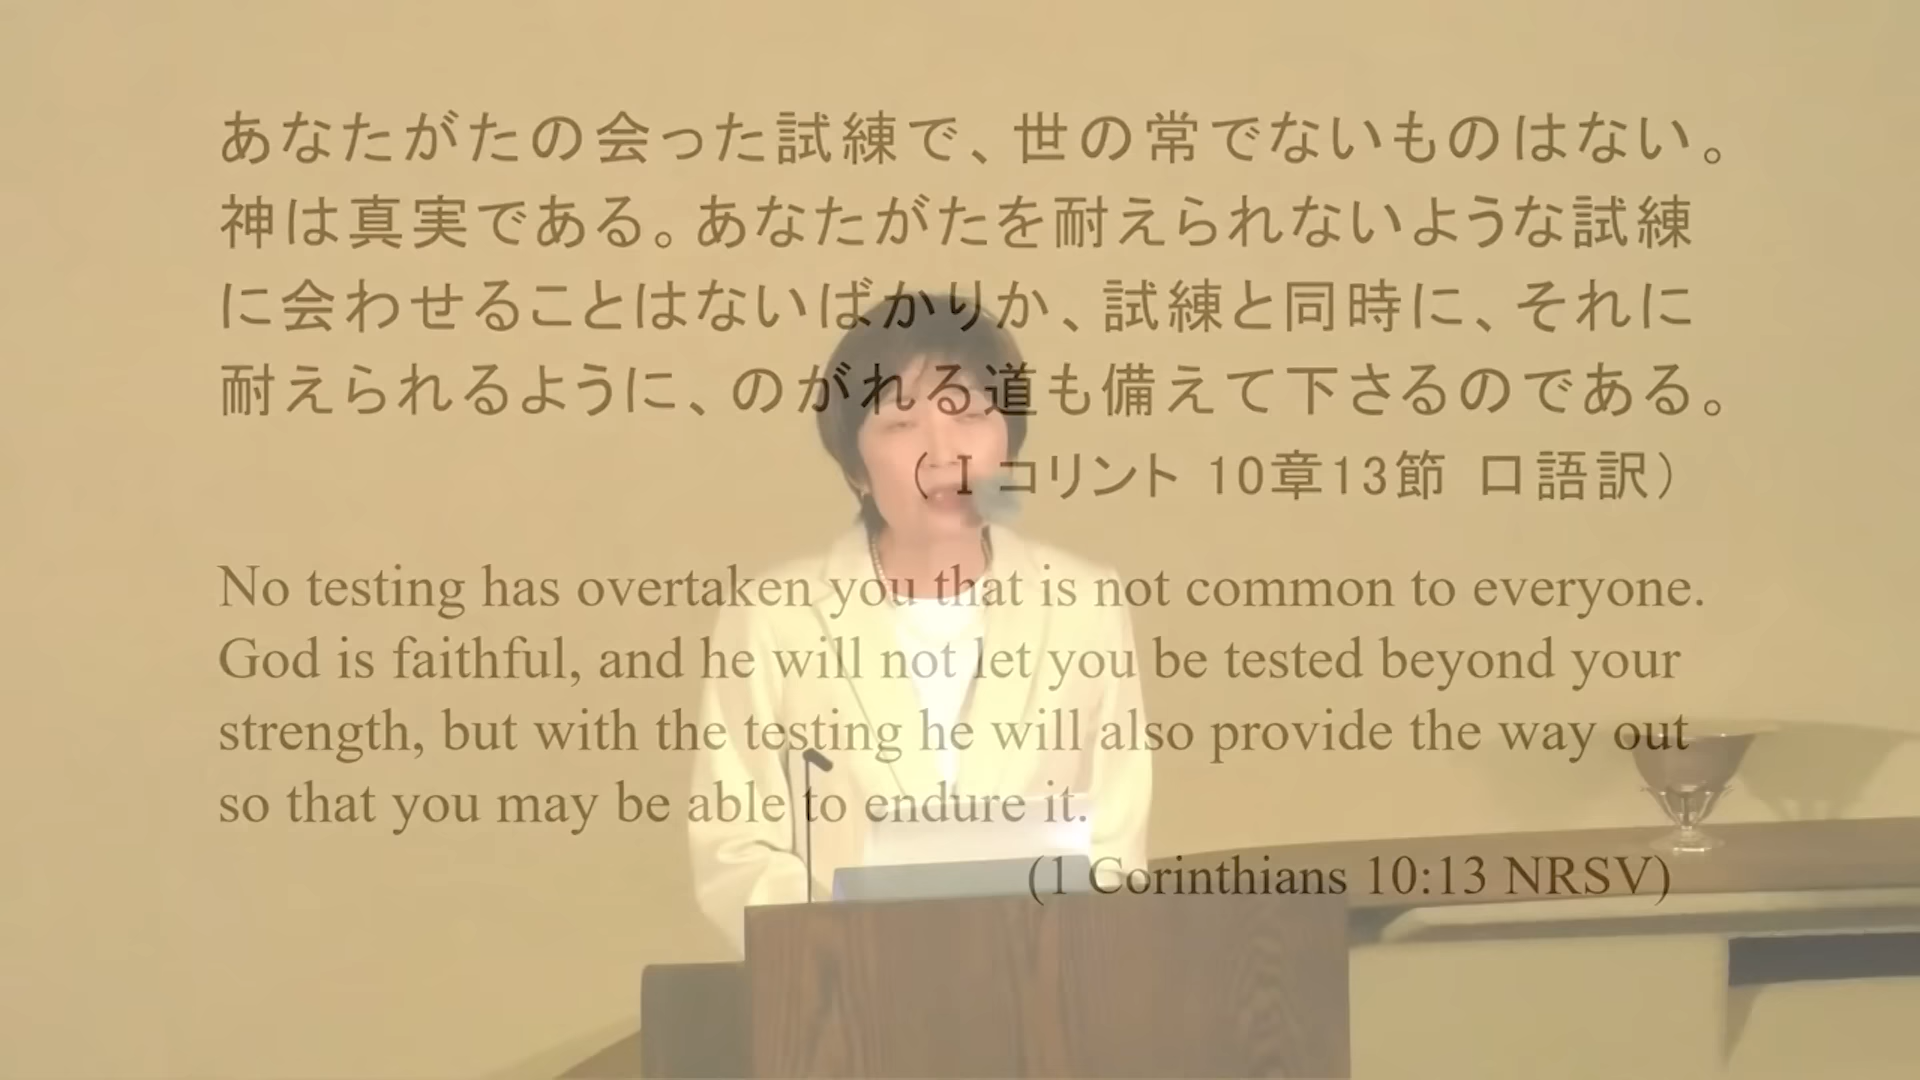 あなたがたの会った試練で、世の常でないものはない。
神は真実である。あなたがたを耐えられないような試練
に会わせることはないばかりか、試練と同時に、それに
耐えられるように、のがれる道も備えて下さるのである。
（Ⅰコリント 10章13節 口語訳）
No testing has overtaken you that is not common to everyone.
God is faithful, and he will not let you be tested beyond your
strength, but with the testing he will also provide the way out
so that you may be able to endure it.
(1 Corinthians 10:13 NRSV)